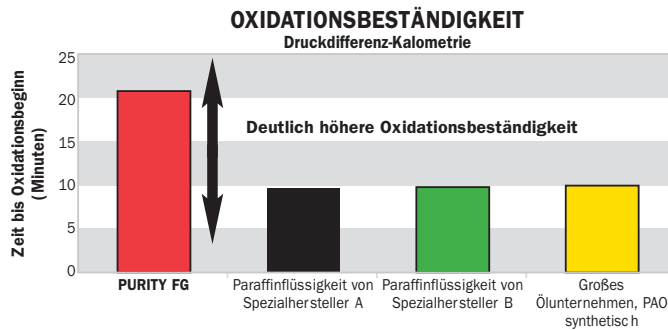 OXIDATIONSBESTÄNDIGKEIT
Druckdifferenz-Kalometrie
Zeit bis Oxidationsbeginn
(Minuten)
25
20
15
10
5
0
Deutlich höhere Oxidationsbeständigkeit
PURITY FG
Paraffinflüssigkeit von
Spezialhersteller A
Paraffinflüssigkeit von
Spezialhersteller B
Großes
Ölunternehmen, PAO
synthetisch